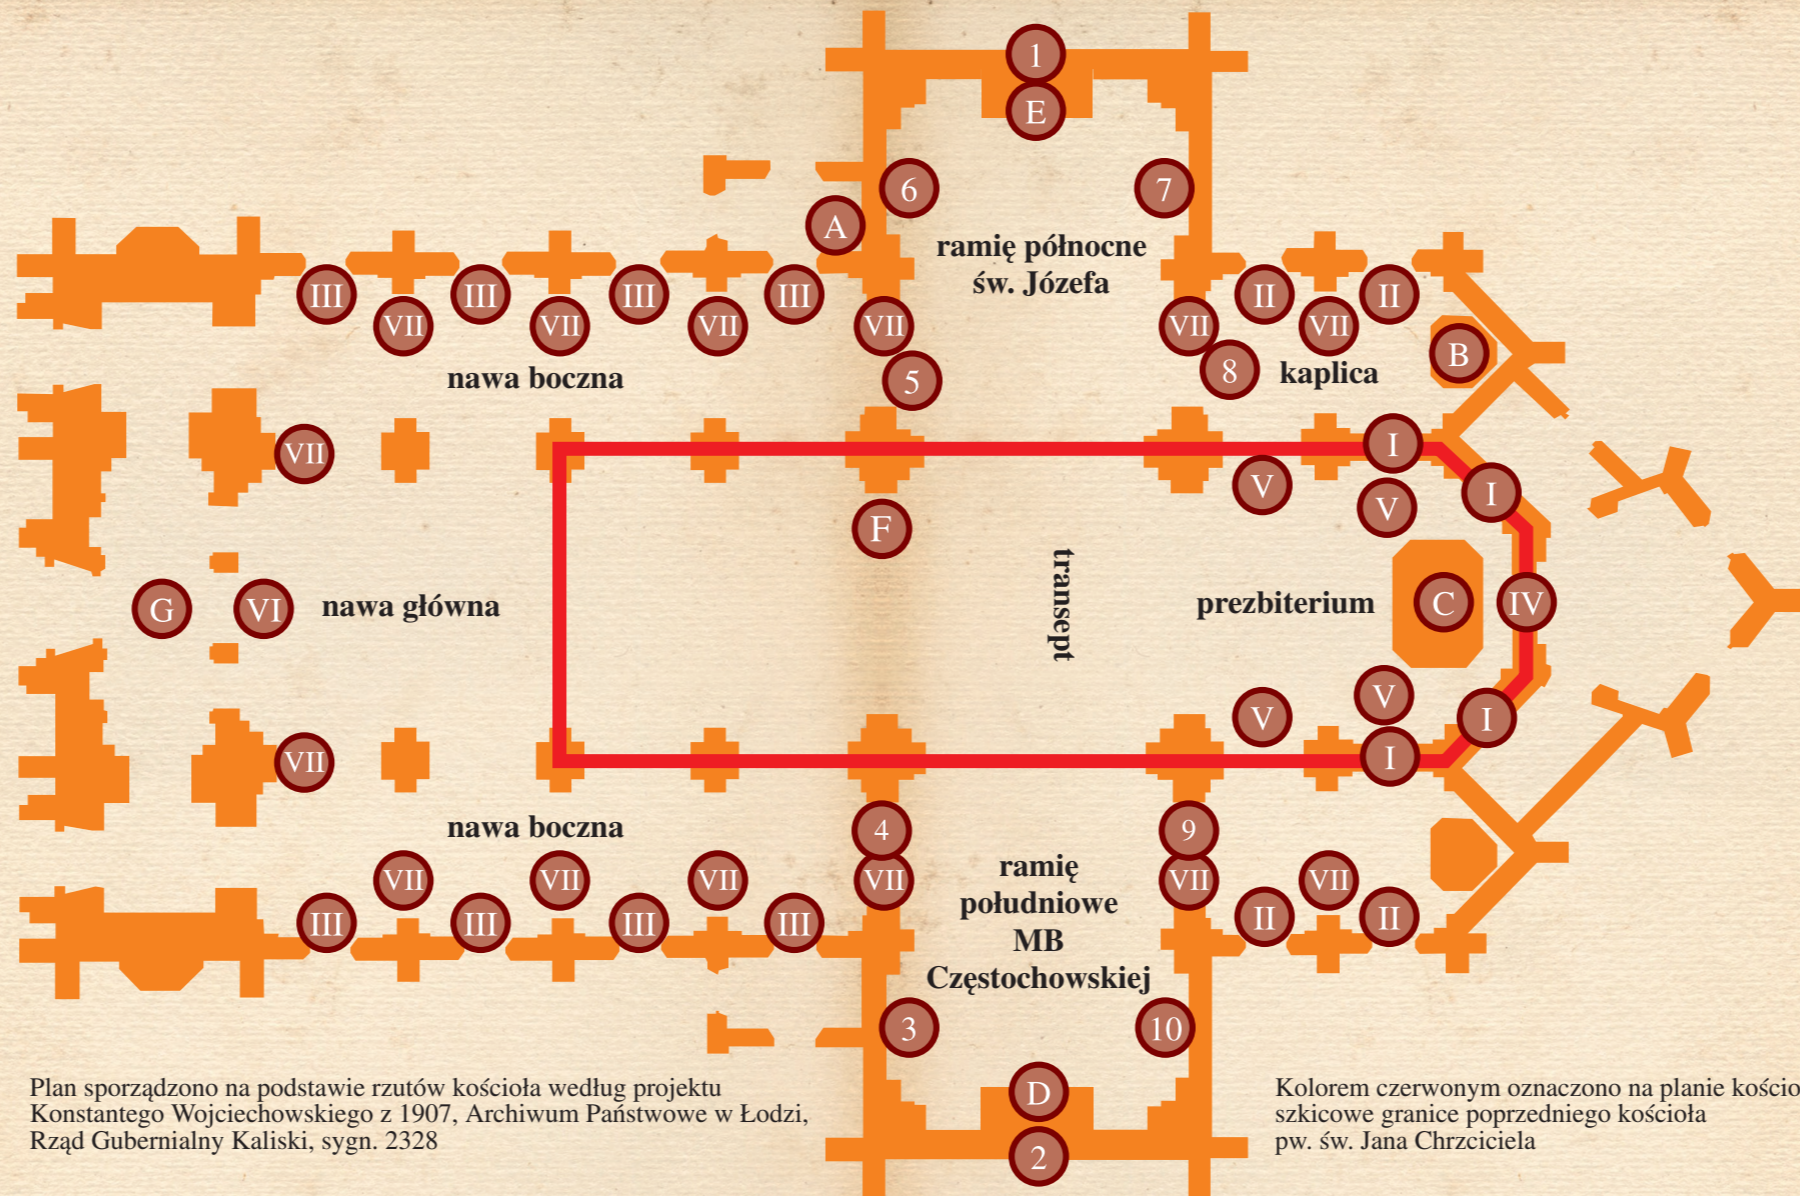 1
E
6
7
A
ramię północne
św. Józefa
III
III
III
III
II
II
VII
VII
VII
VII
VII
VII
B
5
8
kaplica
nawa boczna
VII
I
V
V
I
F
transept
G
VI
nawa główna
prezbiterium
C
IV
V
V
I
I
VII
nawa boczna
4
9
VII
VII
VII
VII
VII
VII
III
III
III
III
II
II
ramię
południowe
MB
Częstochowskiej
3
10
D
2
Plan sporządzono na podstawie rzutów kościoła według projektu
Konstantego Wojciechowskiego z 1907, Archiwum Państwowe w Łodzi,
Rząd Gubernialny Kaliski, sygn. 2328
Kolorem czerwonym oznaczono na planie kościo
szkicowe granice poprzedniego kościoła
pw. św. Jana Chrzciciela